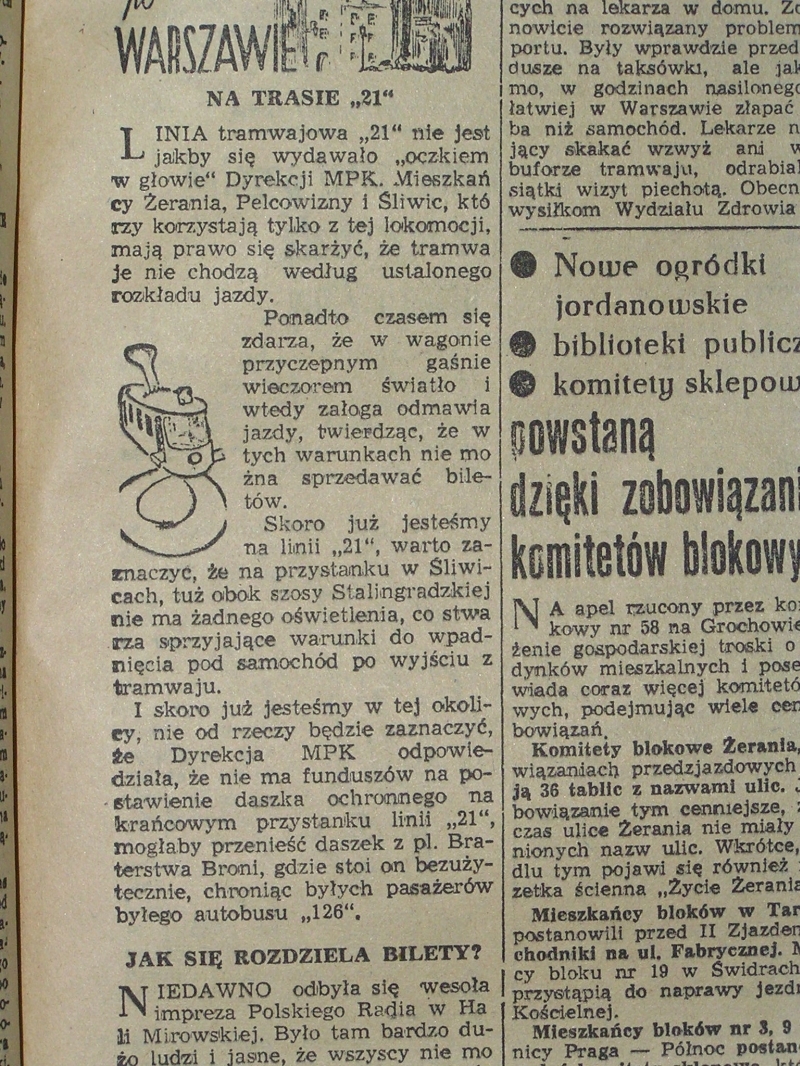 WARSZAWIE
NA TRASIE „21“
LINIA tramwajowa „21“ nie jest
jakby się wydawało „oczkiem
w głowie“ Dyrekcji MPK. Mieszkań
cy Żerania, Pelcowizny i Śliwic, któ
rzy korzystają tylko z tej lokomocji,
mają prawo się skarżyć, że tramwa
je nie chodzą według ustalonego
rozkładu jazdy.
Ponadto czasem się
zdarza, że w wagonie
przyczepnym gaśnie
wieczorem światło i
wtedy załoga odmawia
jazdy, twierdząc, że w
tych warunkach nie mo
żna sprzedawać bile-
tów.
Skoro już jesteśmy
na linii „21“, warto za-
znaczyć, że na przystanku w Śliwi-
cach, tuż obok szosy Stalingradzkiej
nie ma żadnego oświetlenia, co stwa
rza sprzyjające warunki do wpad-
nięcia pod samochód po wyjściu z
tramwaju.
I skoro już jesteśmy w tej okoli-
cy, nie od rzeczy będzie zaznaczyć,
że Dyrekcja MPK odpowie-
działa, że nie ma funduszów na po-
stawienie daszka ochronnego na
krańcowym przystanku linii „21“,
mogłaby przenieść daszek z pl. Bra-
terstwa Broni, gdzie stoi on bezuży-
tecznie, chroniąc byłych pasażerów
byłego autobusu „126“.
JAK SIĘ ROZDZIELA BILETY?
NIEDAWNO odbyła się wesoła
impreza Polskiego Radia w Ha
li Mirowskiej. Było tam bardzo du-
żo ludzi i jasne, że wszyscy nie mo
cych na lekarza w domu.
nowicie rozwiązany problem
portu. Były wprawdzie przed
dusze na taksówki, ale jak
mo, w godzinach nasilonego
łatwiej w Warszawie złapać
ba niż samochód. Lekarze n
jący skakać wzwyż ani w
buforze tramwaju, odrabial
siątki wizyt piechotą. Obecn
wysiłkom Wydziału Zdrowia
● Nowe ogródki
jordanowskie
● biblioteki publicz
● komitety sklepow
powstaną
dzięki zobowiązani
komitetów blokowy
NA apel rzucony przez ko
kowy nr 58 na Grochowie
żenie gospodarskiej troski o
dynków mieszkalnych i pose
wiada coraz więcej komitetó
wych, podejmując wiele cen
bowiązań.
Komitety blokowe Żerania,
wiązaniach przedzjazdowych
ją 36 tablic z nazwami ulic.
bowiązanie tym cenniejsze,
czas ulice Żerania nie miały
nionych nazw ulic. Wkrótce,
dlu tym pojawi się również
zetka ścienna „Życie Żerania
Mieszkańcy bloków w Tar
postanowili przed II Zjazdem
chodniki na ul. Fabrycznej.
cy bloku nr 19 w Świdrach
przystąpią do naprawy jezdn
Kościelnej.
Mieszkańcy bloków nr 3, 9
nicy Praga — Północ postan